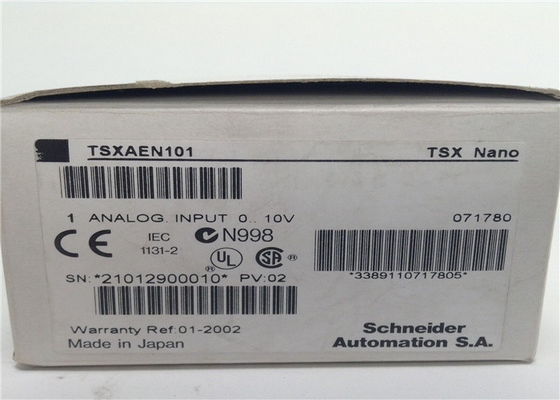 TSXAEN101 TSX Nano
1 ANALOG. INPUT 0.. 10V 071780
CE IEC 1131-2 N998
UL SA
SN: *21012900010* PV:02 *3389110717805*
Warranty Ref:01-2002 Schneider
Made in Japan Automation S.A.